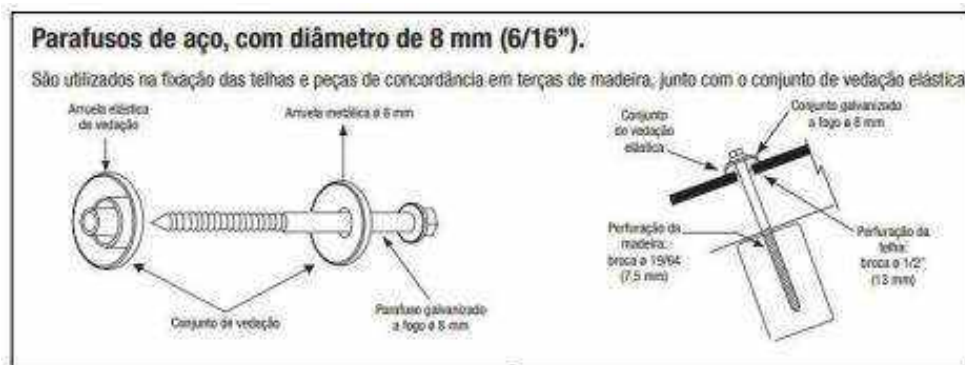 Parafusos de aço, com diâmetro de 8 mm (6/16”).
São utilizados na fixação das telhas e peças de concordância em terças de madeira, junto com o conjunto de vedação elástica
Arruela elástica
de vedação
Arruela metálica ø 8 mm
Conjunto de vedação
Parafuso galvanizado
a fogo ø 8 mm
Conjunto
de vedação
elástica
Conjunto galvanizado
a fogo ø 8 mm
Perfuração da
madeira:
broca ø 19/64
(7,5 mm)
Perfuração da
telha:
broca ø 1/2"
(13 mm)